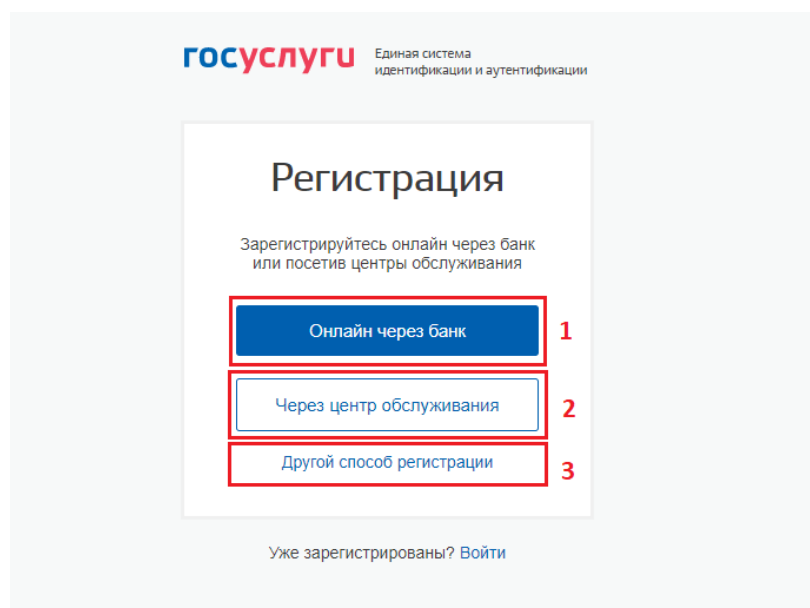 госуслуги
Единая система
идентификации и аутентификации
Регистрация
Зарегистрируйтесь онлайн через банк
или посетив центры обслуживания
Онлайн через банк
1
Через центр обслуживания
2
Другой способ регистрации
3
Уже зарегистрированы? Войти